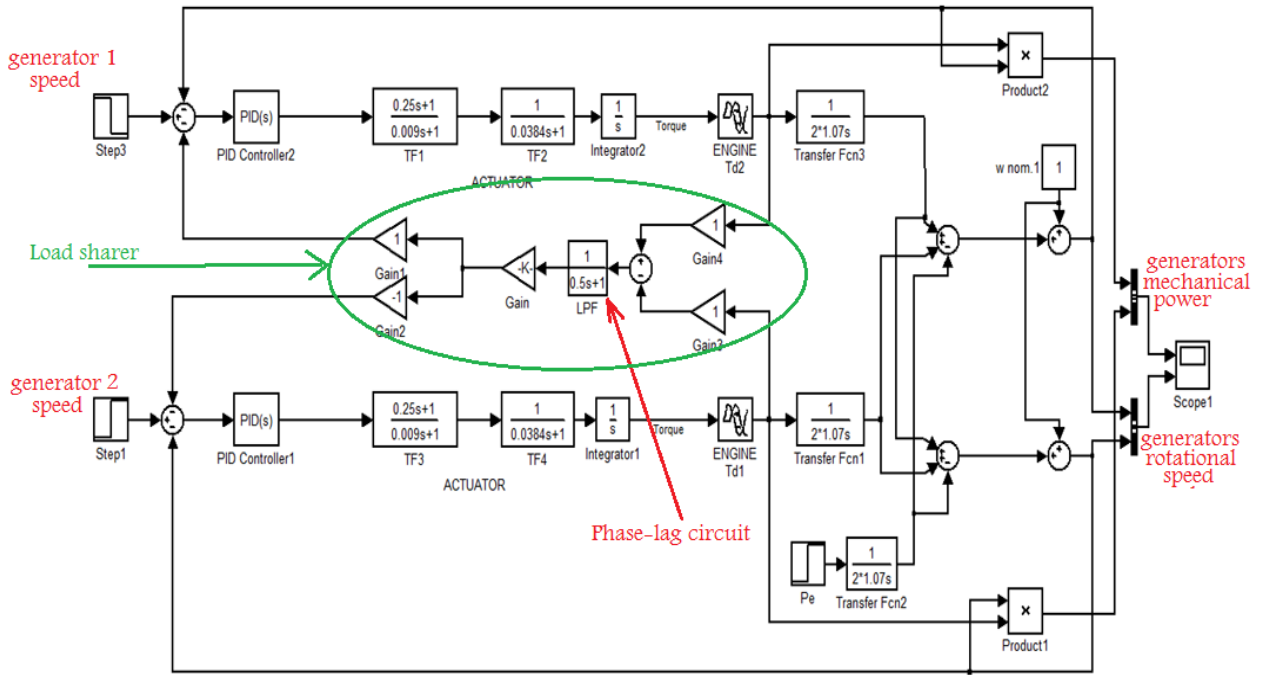 generator 1
speed
Step3
PID(s)
PID Controller2
0.25s+1
0.009s+1
TF1
1
0.0384s+1
TF2
1
s
Integrator2
Torque
ENGINE
Td2
1
2*1.07s
Transfer Fcn3
×
Product2
w nom.1
1
ACTUATOR
Load sharer
1
Gain1
-1
Gain2
-K-
Gain
1
0.5s+1
LPF
1
Gain4
1
Gain3
generators
mechanical
power
Scope1
generators
rotational
speed
generator 2
speed
Step1
PID(s)
PID Controller1
0.25s+1
0.009s+1
TF3
1
0.0384s+1
TF4
1
s
Integrator1
Torque
ENGINE
Td1
1
2*1.07s
Transfer Fcn1
ACTUATOR
Phase-lag circuit
Pe
1
2*1.07s
Transfer Fcn2
×
Product1